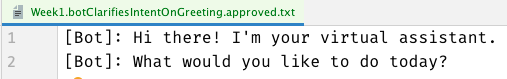 Week1.botClarifiesIntentOnGreeting.approved.txt
1 [Bot]: Hi there! I'm your virtual assistant.
2 [Bot]: What would you like to do today?